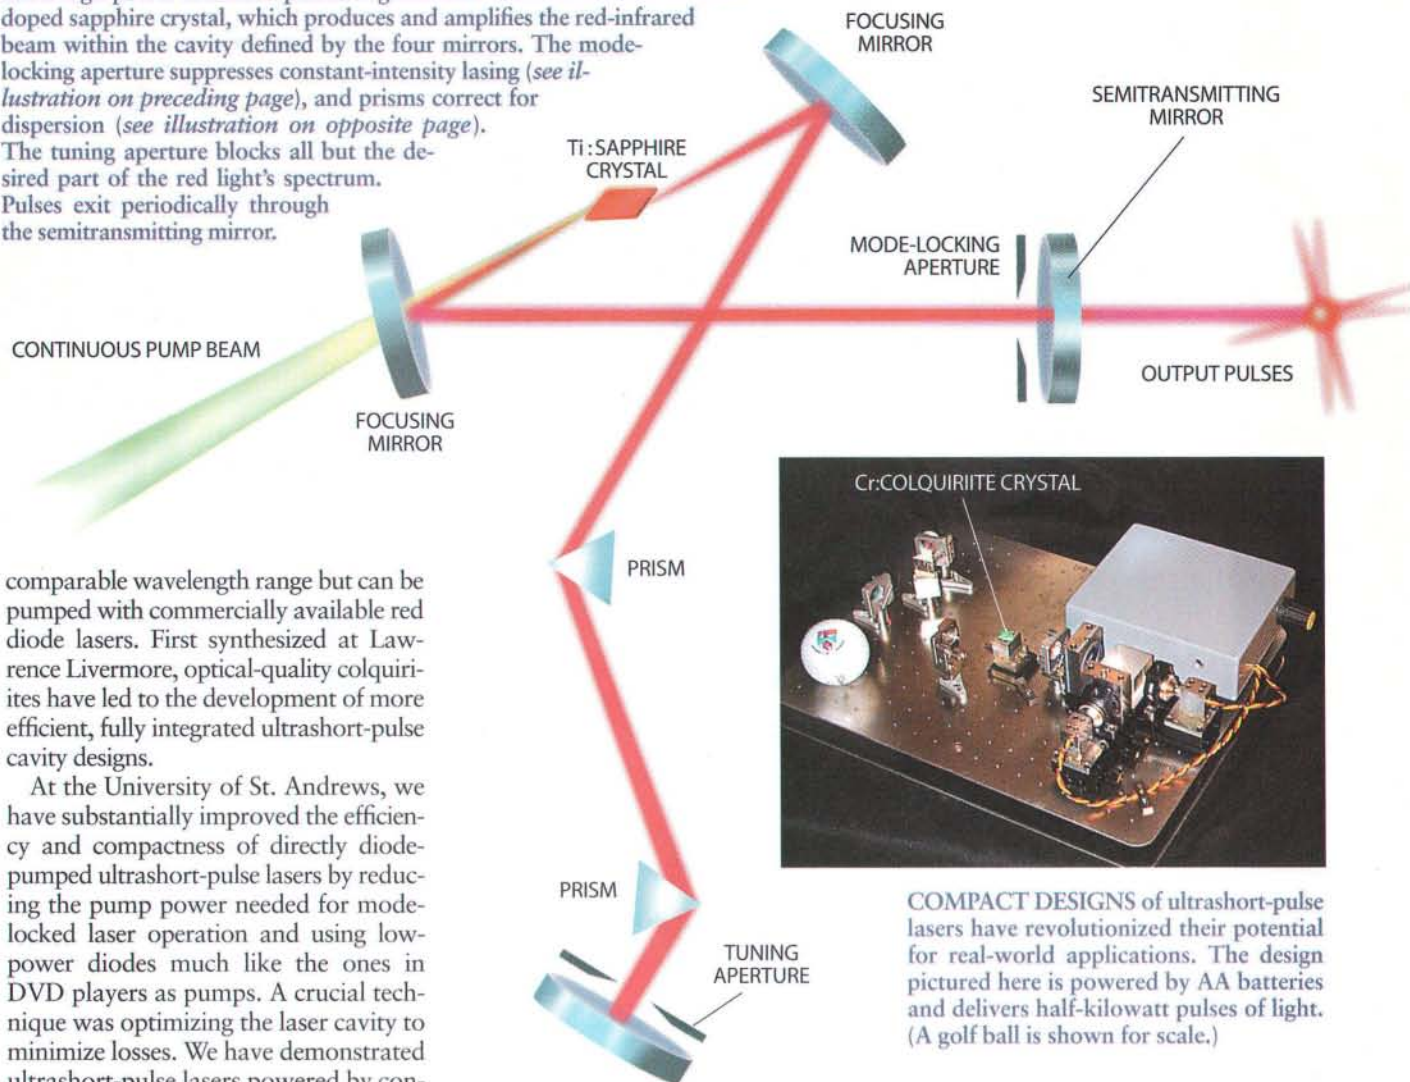 doped sapphire crystal, which produces and amplifies the red-infrared
beam within the cavity defined by the four mirrors. The mode-
locking aperture suppresses constant-intensity lasing (see il-
lustration on preceding page), and prisms correct for
dispersion (see illustration on opposite page).
The tuning aperture blocks all but the de-
sired part of the red light's spectrum.
Pulses exit periodically through
the semitransmitting mirror.
FOCUSING
MIRROR
SEMITRANSMITTING
MIRROR
Ti:SAPPHIRE
CRYSTAL
MODE-LOCKING
APERTURE
CONTINUOUS PUMP BEAM
OUTPUT PULSES
FOCUSING
MIRROR
Cr:COLQUIRIITE CRYSTAL
PRISM
PRISM
TUNING
APERTURE
comparable wavelength range but can be
pumped with commercially available red
diode lasers. First synthesized at Law-
rence Livermore, optical-quality colquiri-
ites have led to the development of more
efficient, fully integrated ultrashort-pulse
cavity designs.
At the University of St. Andrews, we
have substantially improved the efficien-
cy and compactness of directly diode-
pumped ultrashort-pulse lasers by reduc-
ing the pump power needed for mode-
locked laser operation and using low-
power diodes much like the ones in
DVD players as pumps. A crucial tech-
nique was optimizing the laser cavity to
minimize losses. We have demonstrated
ultrashort-pulse lasers powered by con-
COMPACT DESIGNS of ultrashort-pulse
lasers have revolutionized their potential
for real-world applications. The design
pictured here is powered by AA batteries
and delivers half-kilowatt pulses of light.
(A golf ball is shown for scale.)